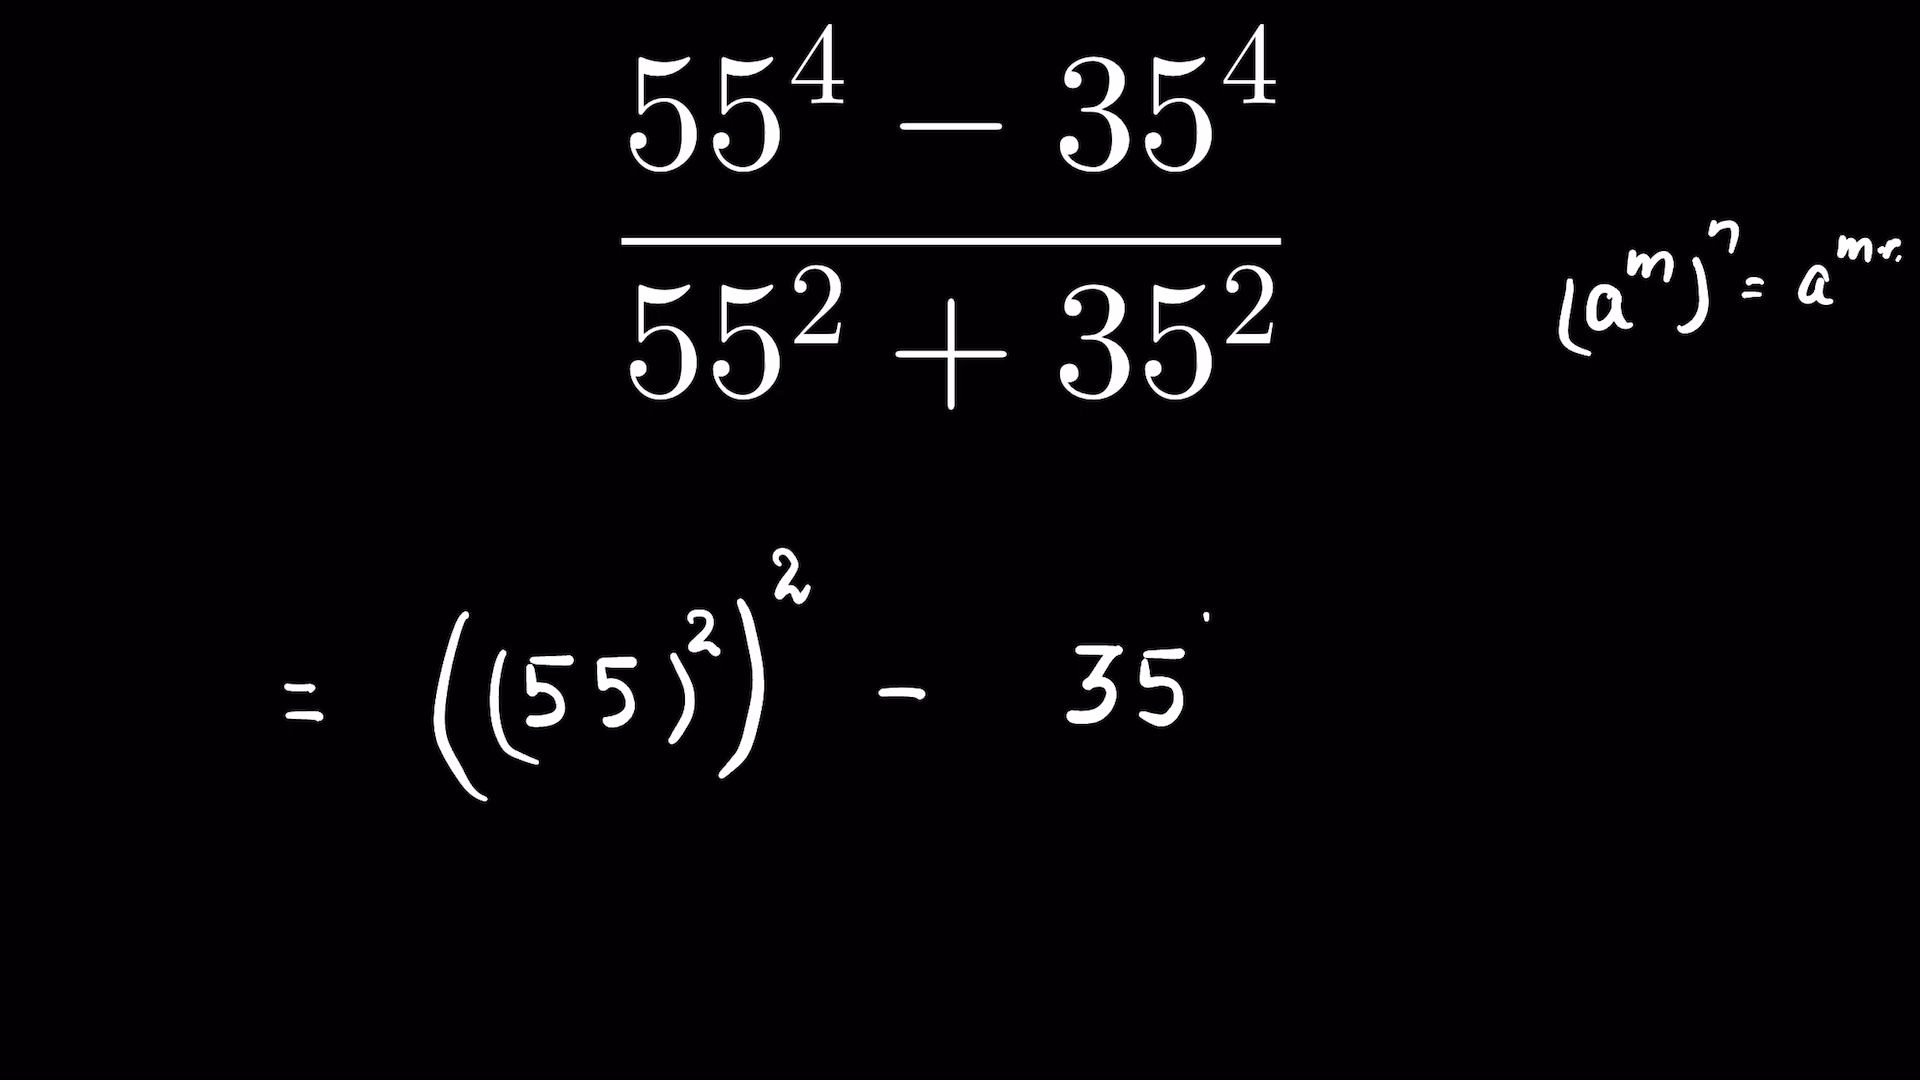 55⁴ − 35⁴
55² + 35²
(aᵐ)ⁿ = aᵐ·
= ((55)²)² − 35